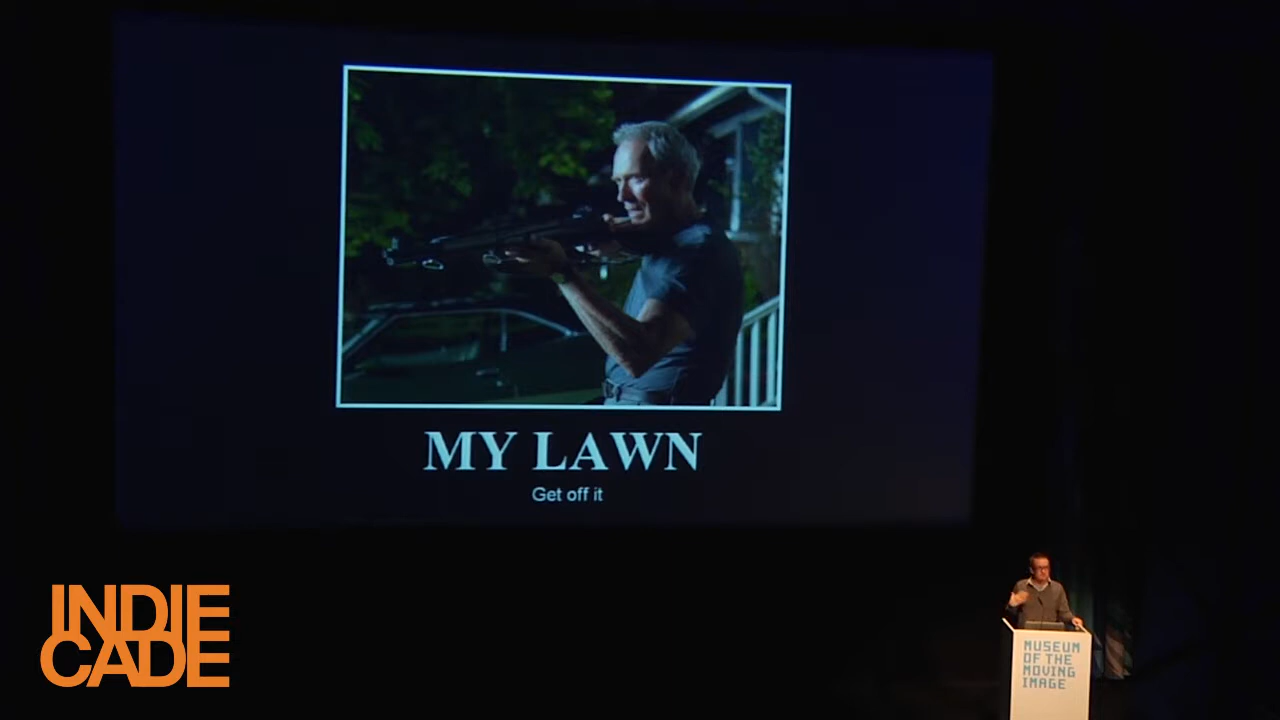 MY LAWN
Get off it
INDIE
CADE
MUSEUM
OF THE
MOVING
IMAGE